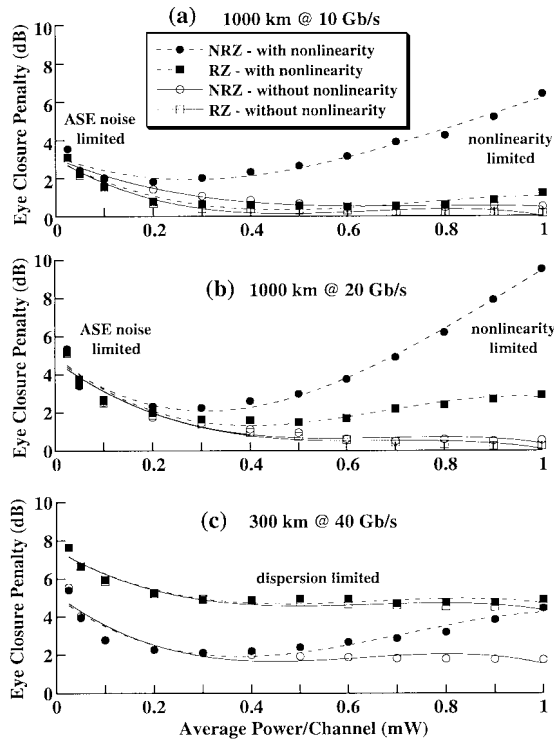 (a) 1000 km @ 10 Gb/s
Eye Closure Penalty (dB)
10
8
6
4
2
0
NRZ - with nonlinearity
RZ - with nonlinearity
NRZ - without nonlinearity
RZ - without nonlinearity
ASE noise
limited
nonlinearity
limited
0 0.2 0.4 0.6 0.8 1
(b) 1000 km @ 20 Gb/s
Eye Closure Penalty (dB)
10
8
6
4
2
0
ASE noise
limited
nonlinearity
limited
0 0.2 0.4 0.6 0.8 1
(c) 300 km @ 40 Gb/s
Eye Closure Penalty (dB)
10
8
6
4
2
0
dispersion limited
0 0.2 0.4 0.6 0.8 1
Average Power/Channel (mW)